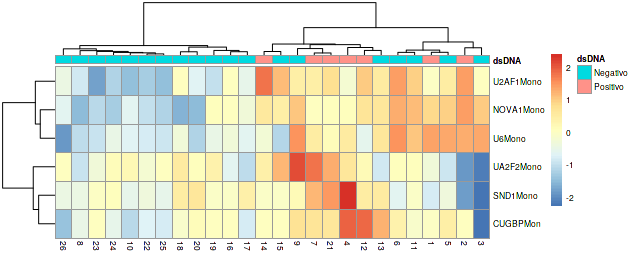 dsDNA
dsDNA
Negativo
Positivo
U2AF1Mono
NOVA1Mono
U6Mono
UA2F2Mono
SND1Mono
CUGBPMon
2
1
0
-1
-2
26 8 23 24 10 22 25 18 20 19 16 17 14 15 9 7 21 4 12 13 6 11 1 5 2 3